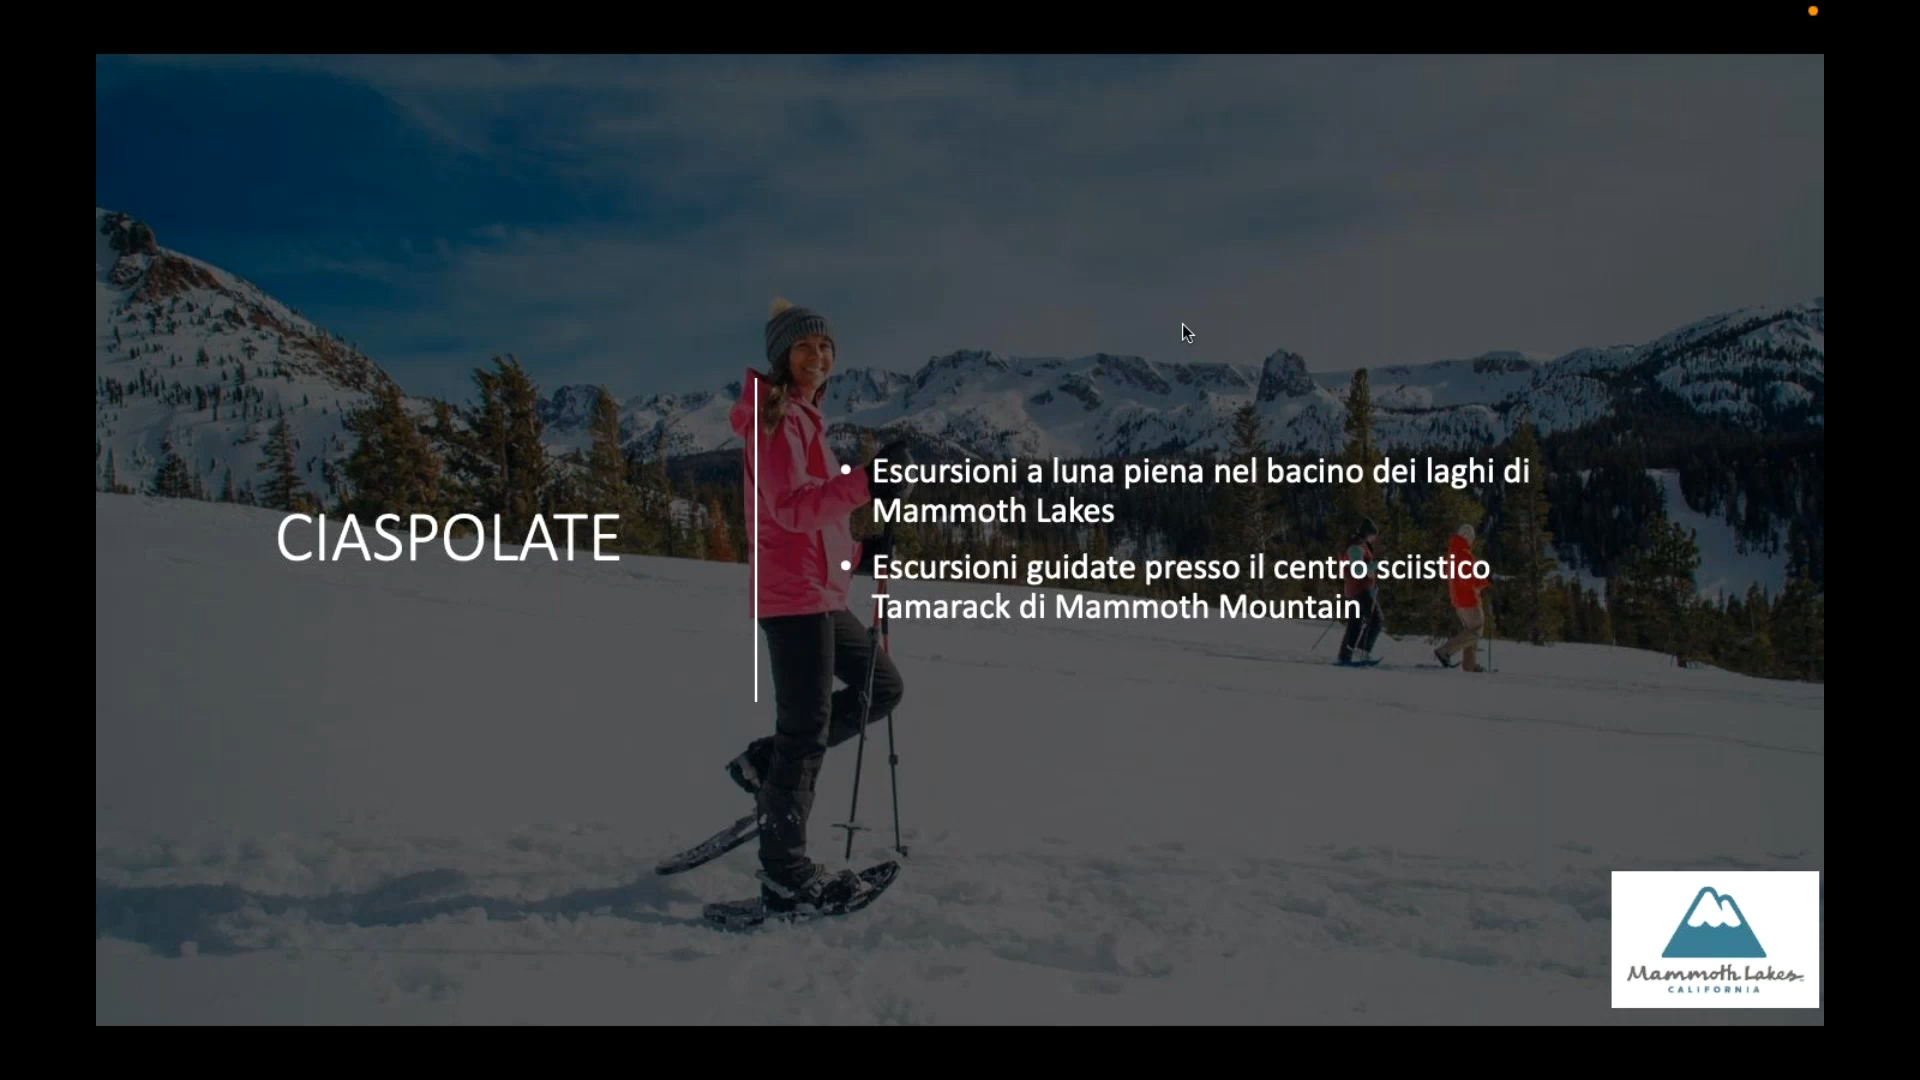 CIASPOLATE
• Escursioni a luna piena nel bacino dei laghi di
Mammoth Lakes
• Escursioni guidate presso il centro sciistico
Tamarack di Mammoth Mountain
Mammoth Lakes
CALIFORNIA